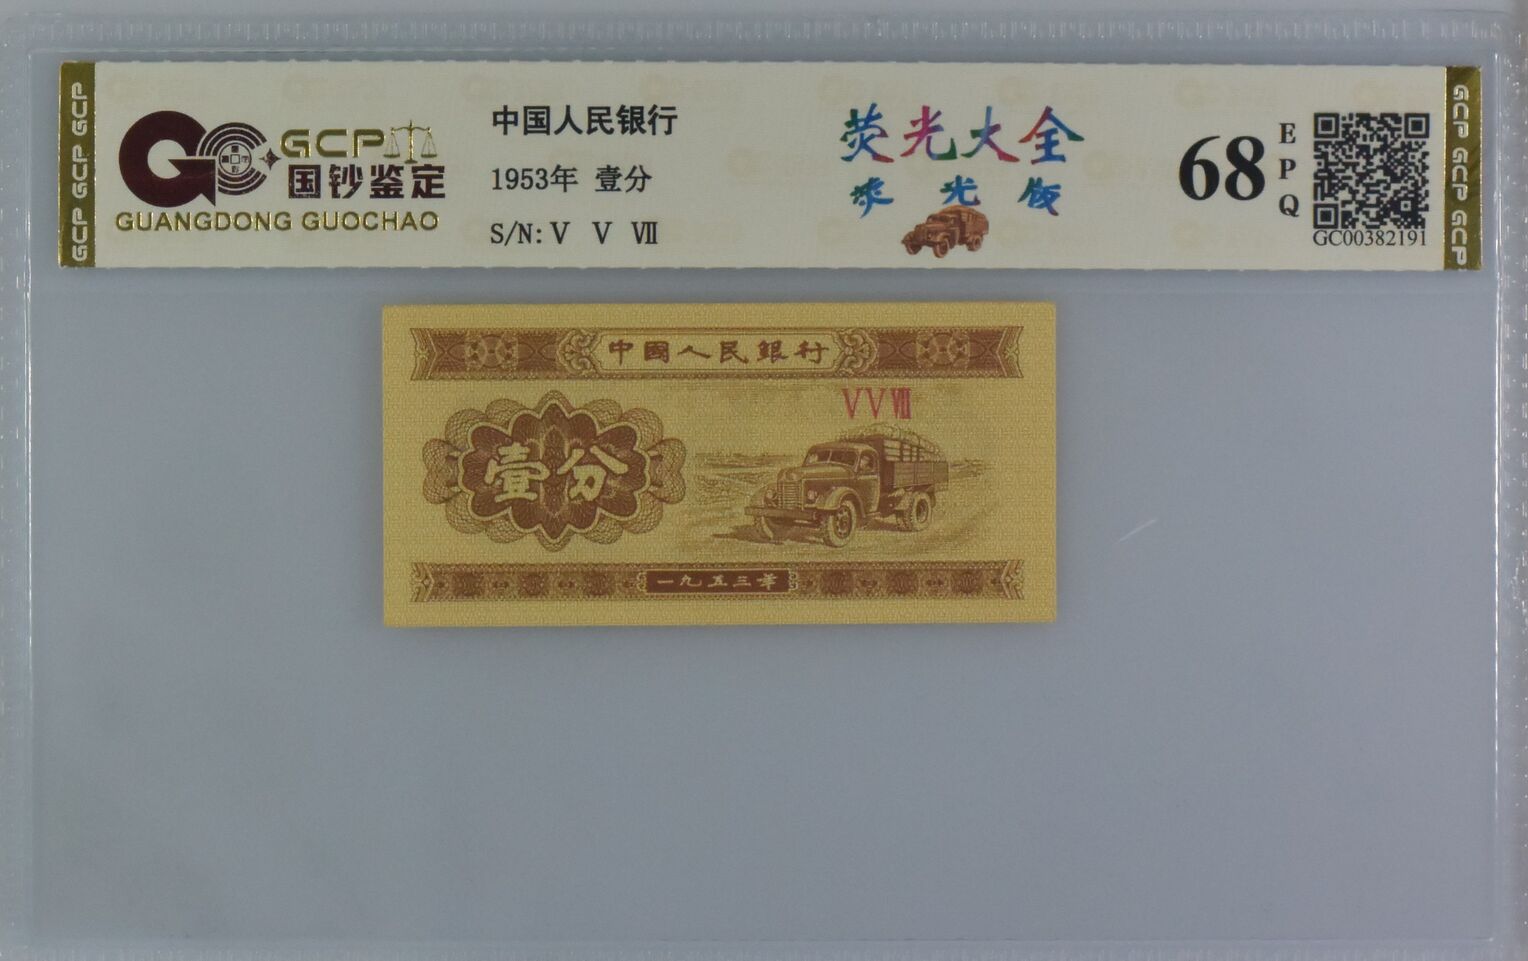 GCP GCP GCP
GCP
国钞鉴定
GUANGDONG GUOCHAO
中国人民银行
1953年 壹分
S/N: V V Ⅶ
荧光大全
荧光版
68
EPQ
GC00382191
GCP GCP GCP
中國人民銀行
VVⅦ
壹分
一九五三年